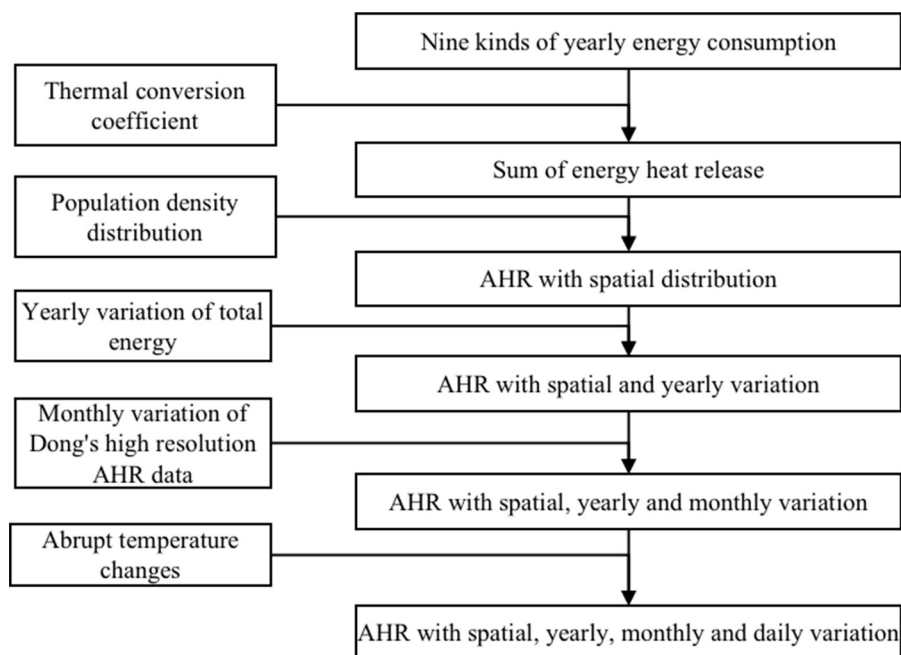 Nine kinds of yearly energy consumption
Thermal conversion
coefficient
Sum of energy heat release
Population density
distribution
AHR with spatial distribution
Yearly variation of total
energy
AHR with spatial and yearly variation
Monthly variation of
Dong's high resolution
AHR data
AHR with spatial, yearly and monthly variation
Abrupt temperature
changes
AHR with spatial, yearly, monthly and daily variation